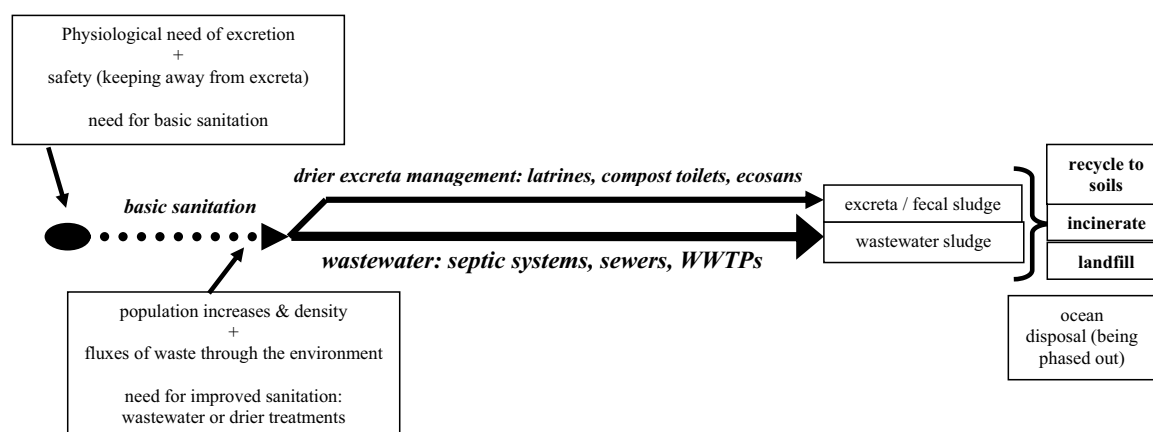 Physiological need of excretion
+
safety (keeping away from excreta)
need for basic sanitation
basic sanitation
population increases & density
+
fluxes of waste through the environment
need for improved sanitation:
wastewater or drier treatments
drier excreta management: latrines, compost toilets, ecosans
wastewater: septic systems, sewers, WWTPs
excreta / fecal sludge
wastewater sludge
recycle to
soils
incinerate
landfill
ocean
disposal (being
phased out)